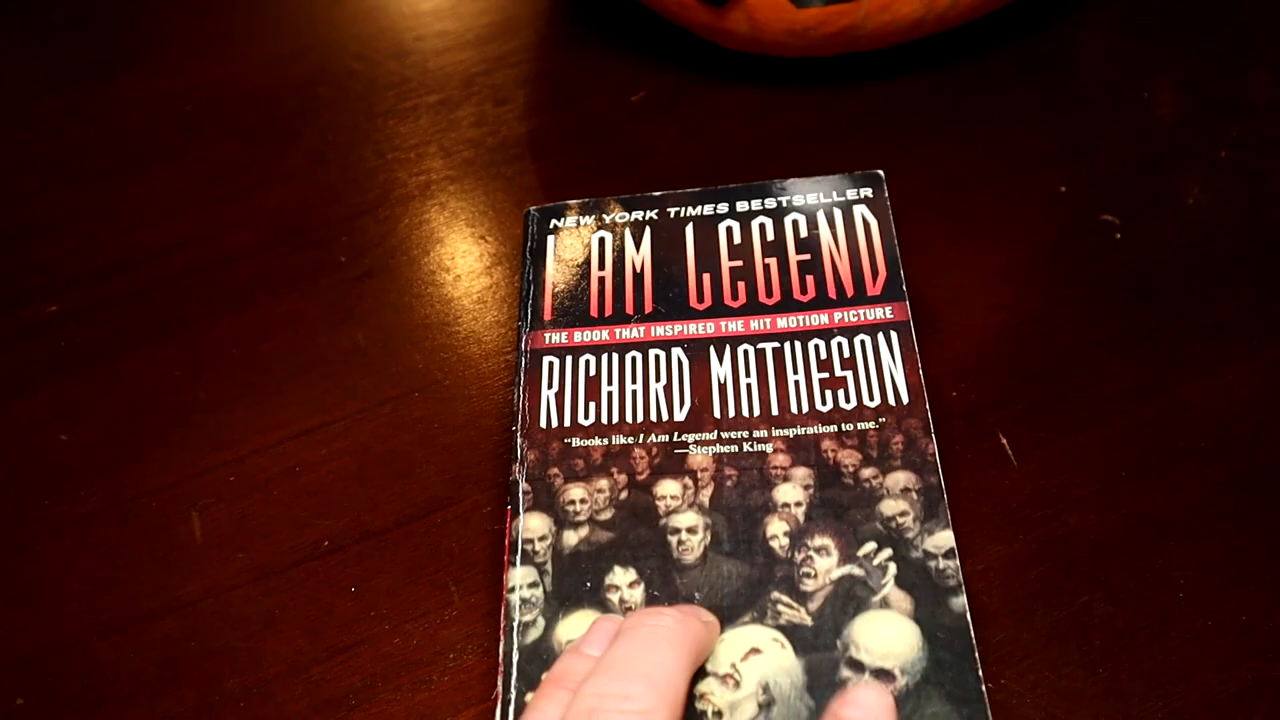 NEW YORK TIMES BESTSELLER
I AM LEGEND
THE BOOK THAT INSPIRED THE HIT MOTION PICTURE
RICHARD MATHESON
“Books like I Am Legend were an inspiration to me.”
—Stephen King